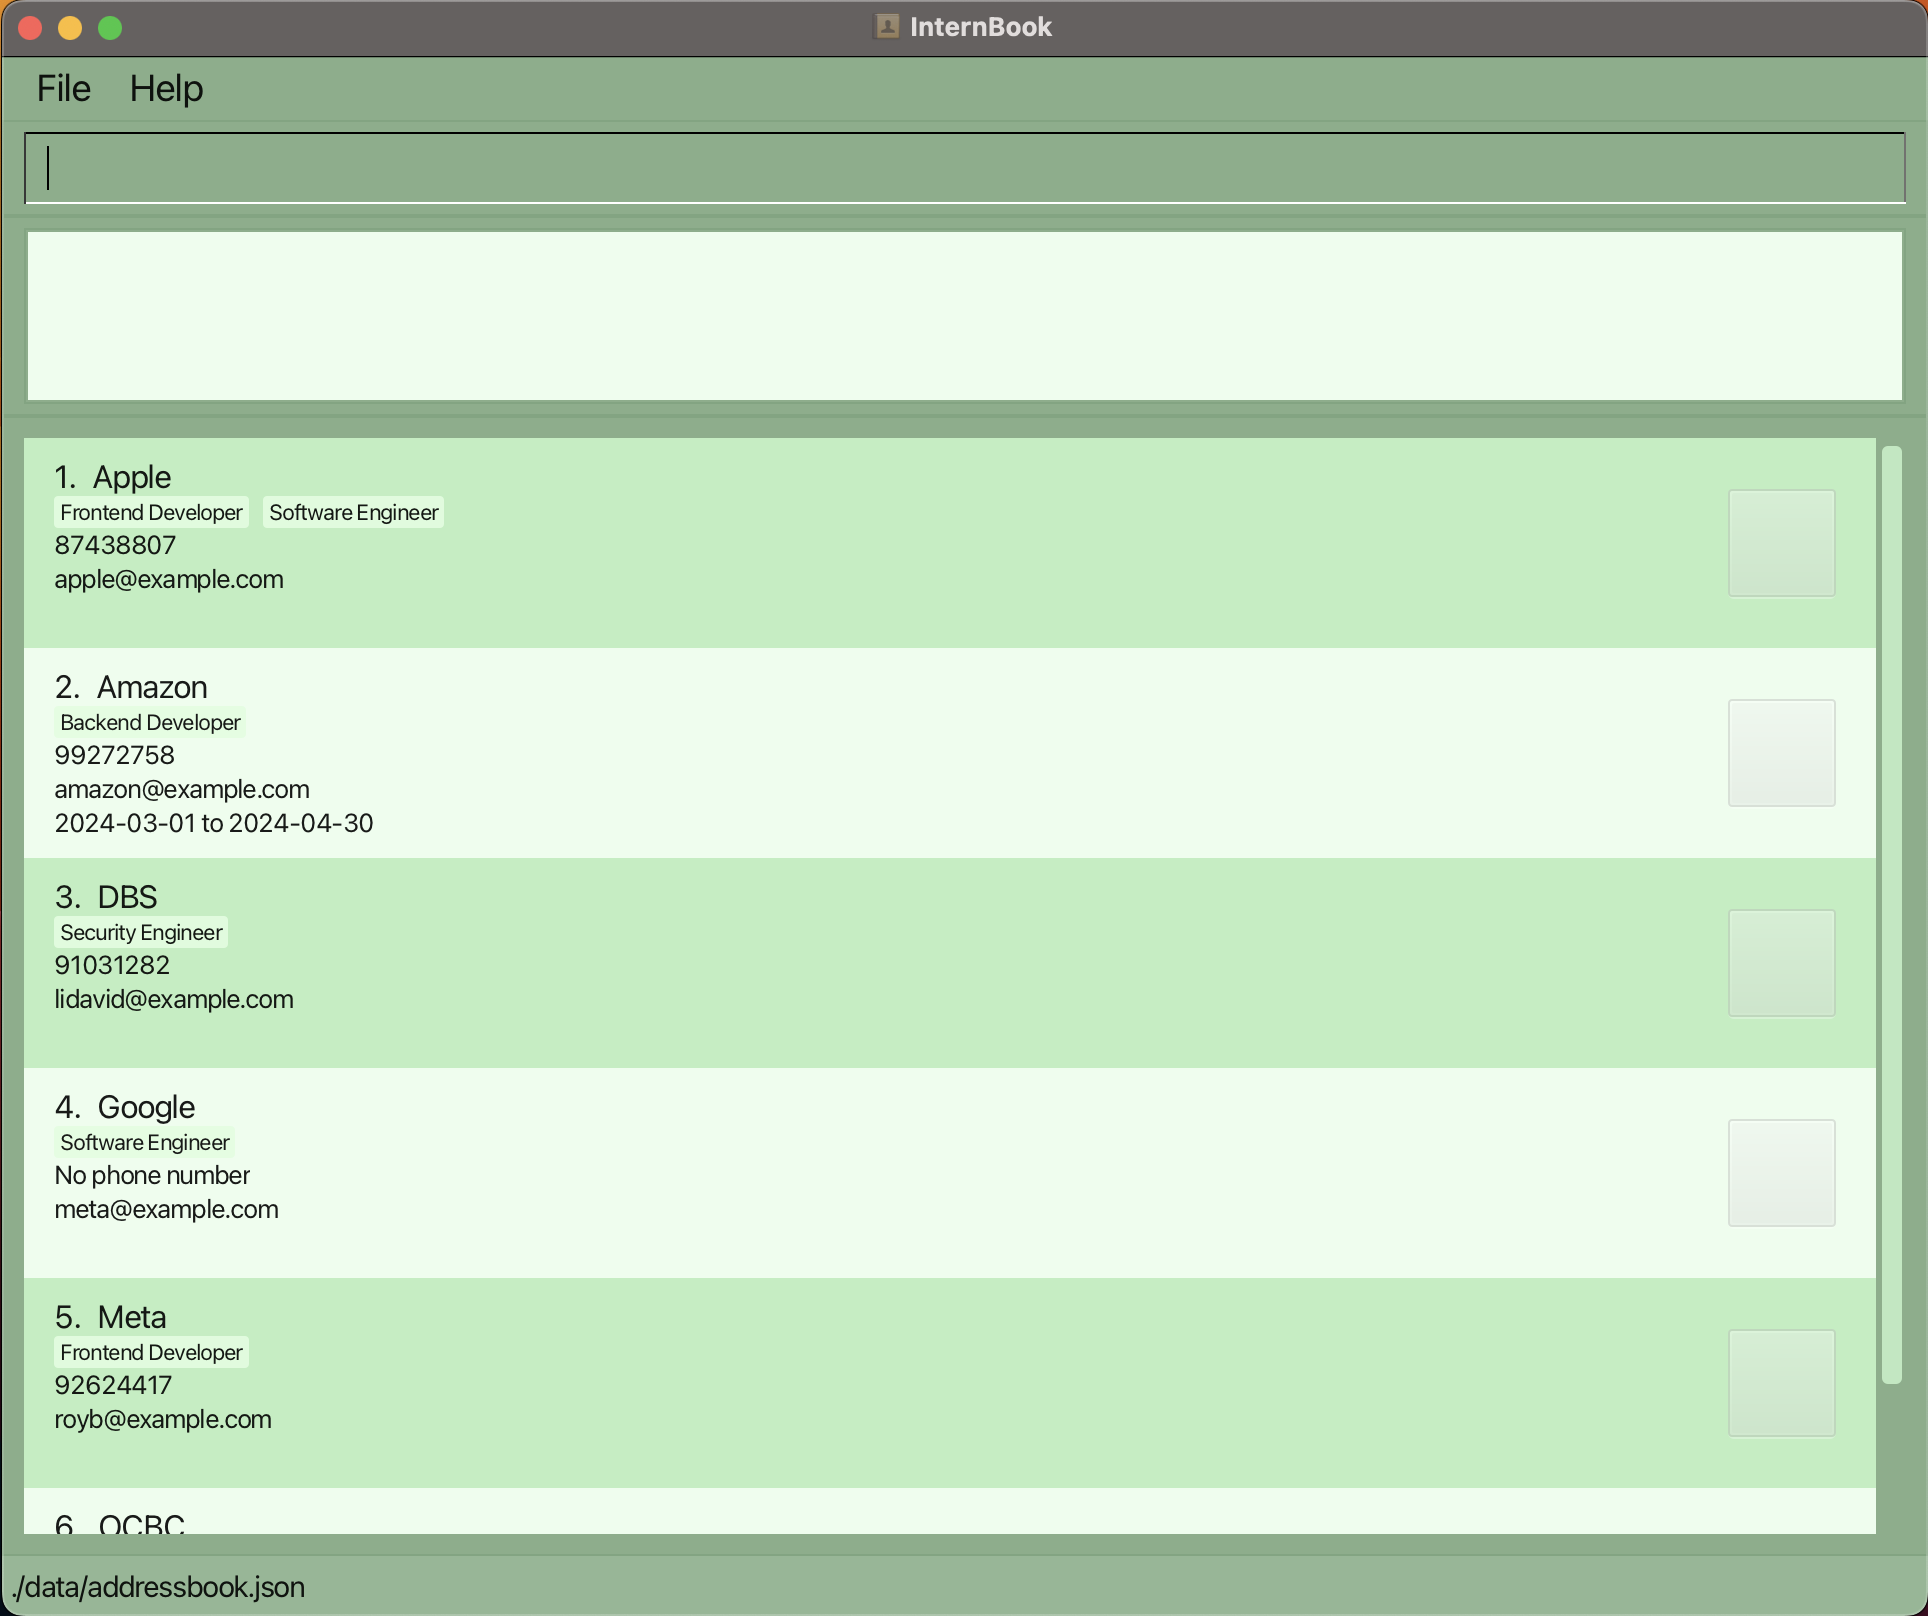 InternBook
File Help
1. Apple
Frontend Developer Software Engineer
87438807
apple@example.com
2. Amazon
Backend Developer
99272758
amazon@example.com
2024-03-01 to 2024-04-30
3. DBS
Security Engineer
91031282
lidavid@example.com
4. Google
Software Engineer
No phone number
meta@example.com
5. Meta
Frontend Developer
92624417
royb@example.com
6. OCBC
./data/addressbook.json